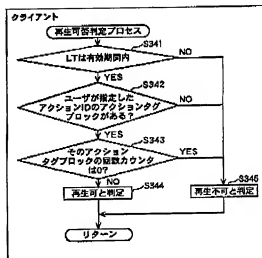 クライアント
再生可否判定プロセス
S341
LTは有効期間内
NO
YES
S342
ユーザが指定した
アクションIDのアクションタグ
ブロックがある?
NO
YES
S343
そのアクション
タグブロックの回数カウンタ
は0?
YES
NO
S344
再生可と判定
S345
再生不可と判定
リターン